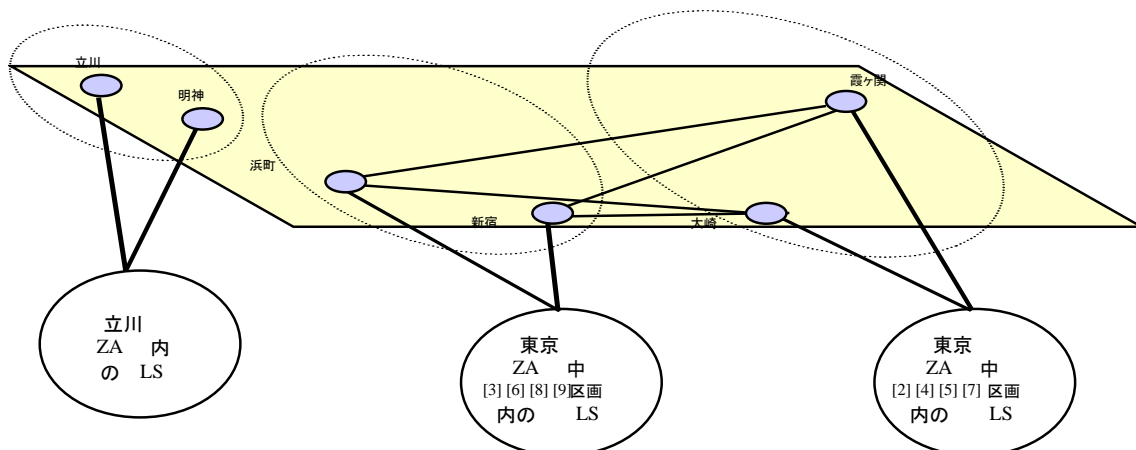 立川
明神
霞ヶ関
浜町
新宿
大崎
立川
ZA 内
の LS
東京
ZA 中
[3] [6] [8] [9]区画
内の LS
東京
ZA 中
[2] [4] [5] [7] 区画
内の LS